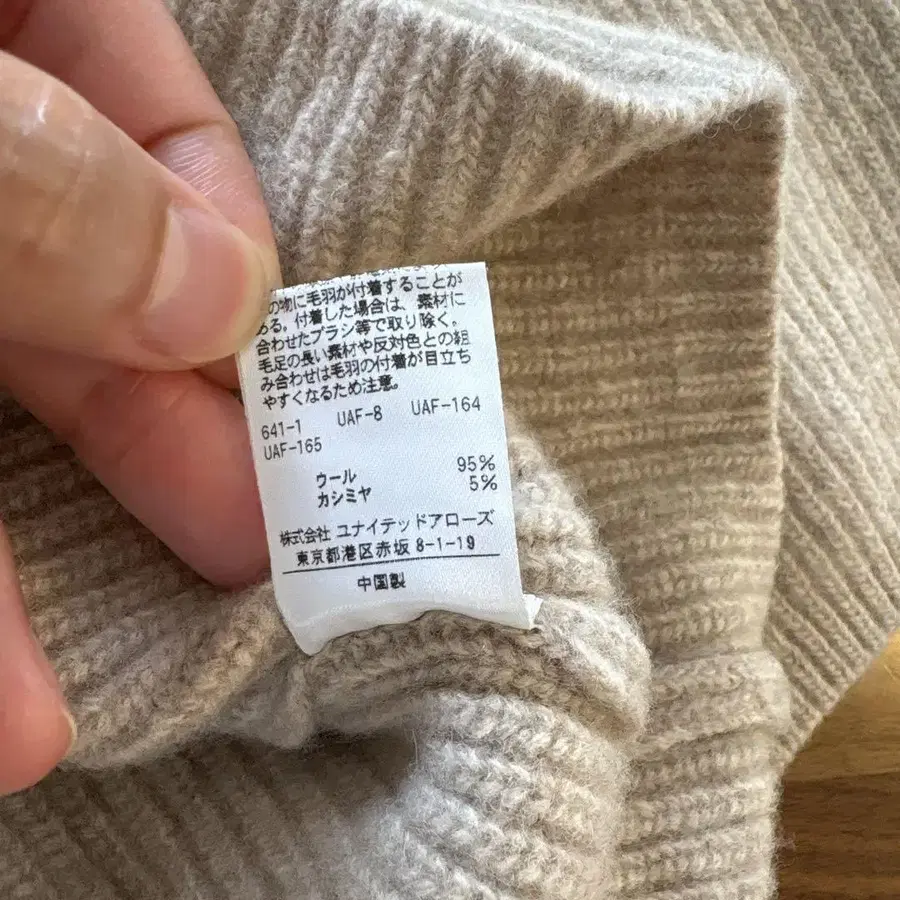 の物に毛羽が付着することが
ある。付着した場合は、素材に
合わせたブラシ等で取り除く。
毛足の長い素材や反対色との組
み合わせは毛羽の付着が目立ち
やすくなるため注意。
641-1 UAF-8 UAF-164
UAF-165
ウール 95%
カシミヤ 5%
株式会社 ユナイテッドアローズ
東京都港区赤坂 8-1-19
中国製